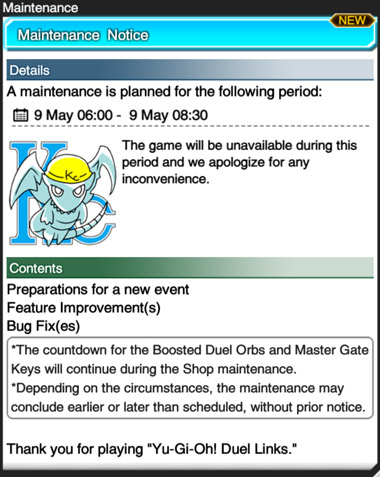 Maintenance
NEW
Maintenance Notice
Details
A maintenance is planned for the following period:
9 May 06:00 - 9 May 08:30
The game will be unavailable during this
period and we apologize for any
inconvenience.
KC
Kc
Contents
Preparations for a new event
Feature Improvement(s)
Bug Fix(es)
*The countdown for the Boosted Duel Orbs and Master Gate
Keys will continue during the Shop maintenance.
*Depending on the circumstances, the maintenance may
conclude earlier or later than scheduled, without prior notice.
Thank you for playing "Yu-Gi-Oh! Duel Links."